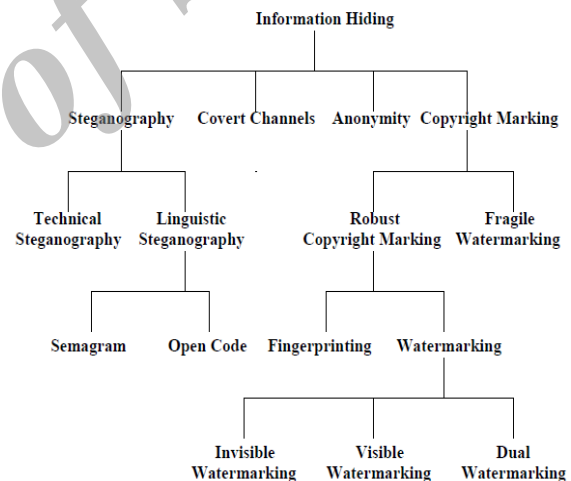 Information Hiding
Steganography Covert Channels Anonymity Copyright Marking
Technical Steganography
Linguistic Steganography
Robust Copyright Marking
Fragile Watermarking
Semagram Open Code Fingerprinting Watermarking
Invisible Watermarking
Visible Watermarking
Dual Watermarking
of